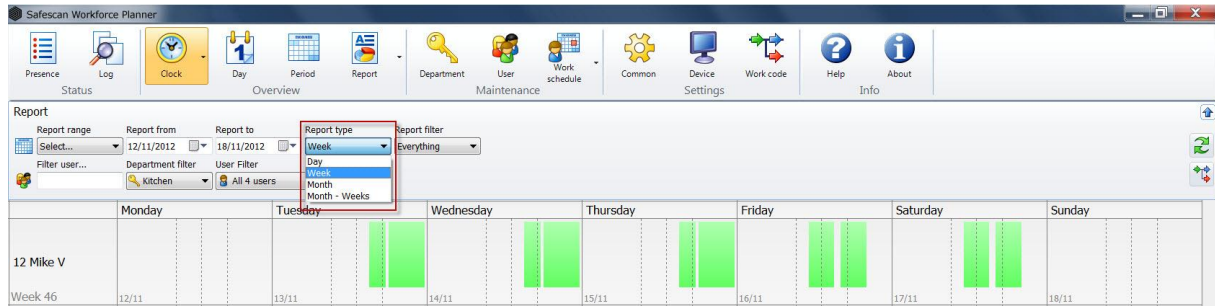 Safescan Workforce Planner
Presence Log Clock Day Period Report Department User Work schedule Common Device Work code Help About
Status Overview Maintenance Settings Info
Report
Report range Report from Report to Report type Report filter
Select... 12/11/2012 18/11/2012 Week Everything
Filter user... Department filter User Filter
Kitchen All 4 users
Day
Week
Month
Month - Weeks
Monday Tuesday Wednesday Thursday Friday Saturday Sunday
12 Mike V
Week 46 12/11 13/11 14/11 15/11 16/11 17/11 18/11